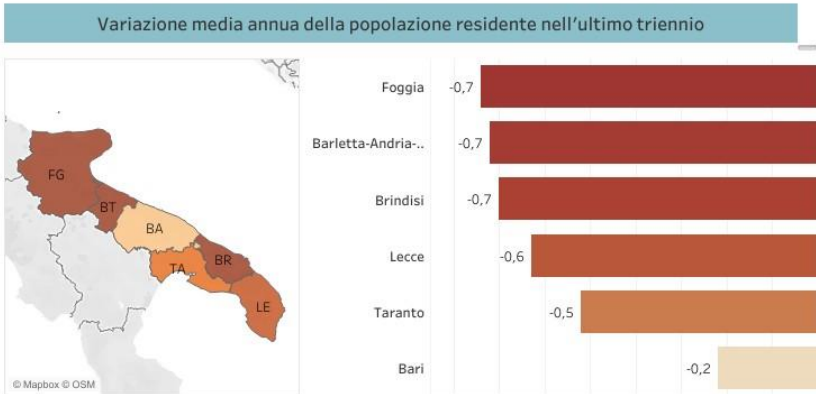 Variazione media annua della popolazione residente nell'ultimo triennio
FG
BT
BA
BR
TA
LE
© Mapbox © OSM
Foggia -0,7
Barletta-Andria-.. -0,7
Brindisi -0,7
Lecce -0,6
Taranto -0,5
Bari -0,2